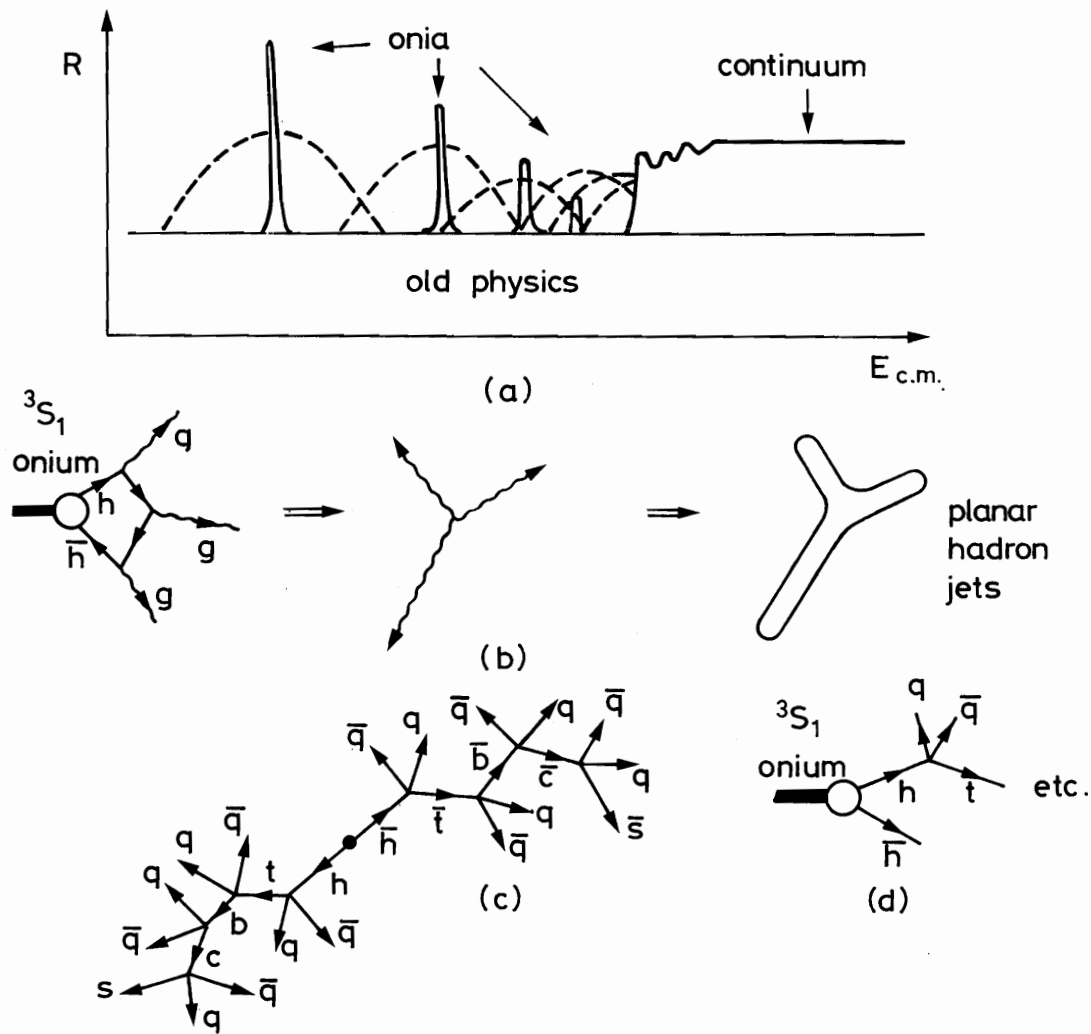 R
onia
continuum
old physics
E c.m.
(a)
³S₁
onium
h
h̄
g
g
g
⇒
⇒
planar
hadron
jets
(b)
q̄
q
q̄
q
q̄
b̄
c̄
q
h̄
t̄
q
q̄
s̄
q
q̄
t
h
q
b
q̄
c
q
q̄
s
q
q̄
(c)
³S₁
onium
q
q̄
h
t
etc.
h̄
(d)